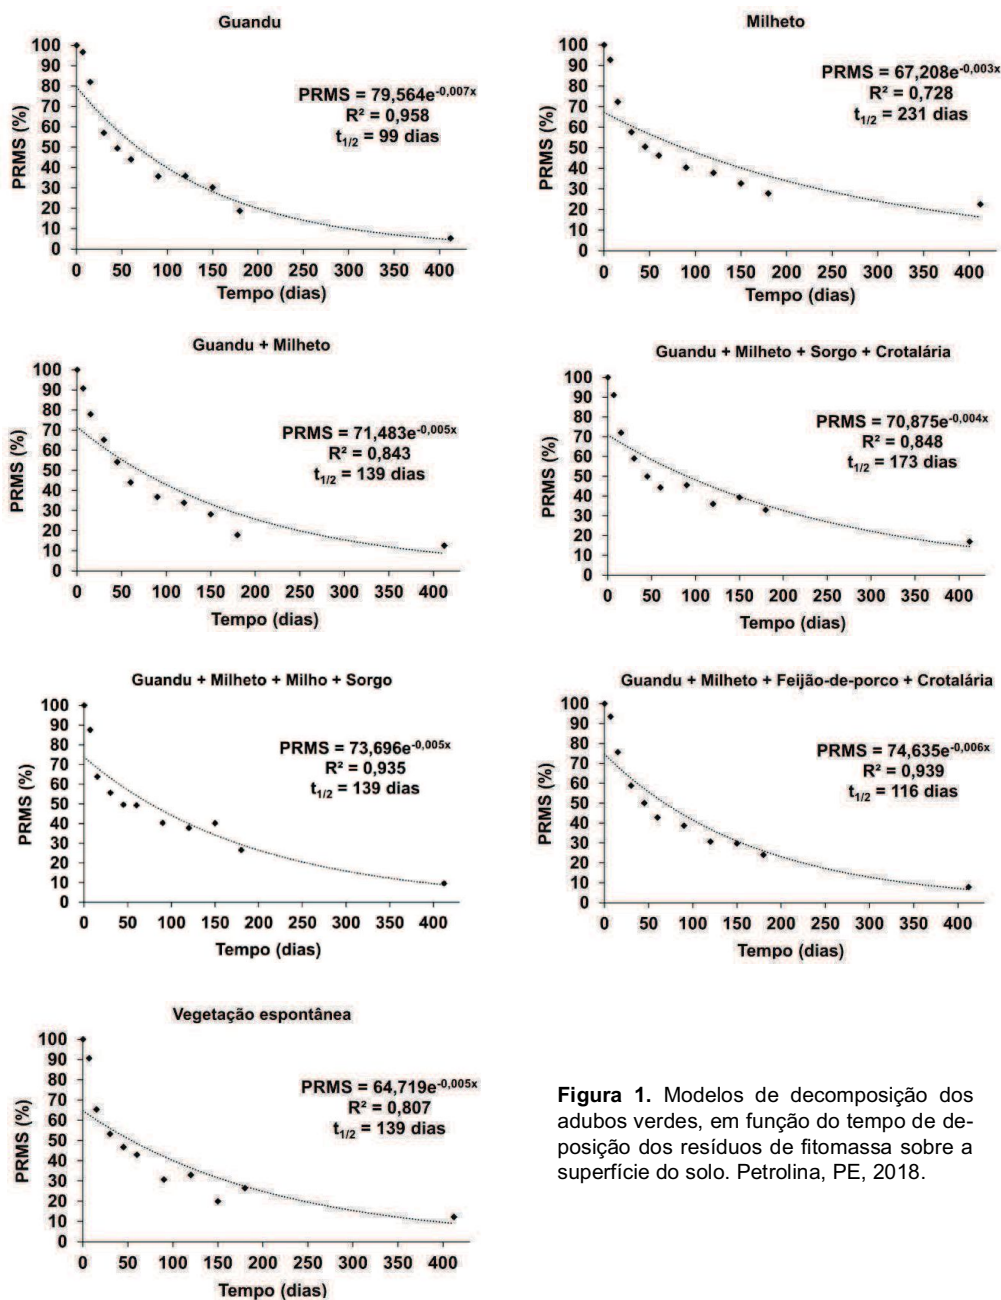 Guandu
PRMS (%)
100
90
80
70
60
50
40
30
20
10
0
PRMS = 79,564e^-0,007x
R² = 0,958
t1/2 = 99 dias
0 50 100 150 200 250 300 350 400
Tempo (dias)
Milheto
PRMS (%)
100
90
80
70
60
50
40
30
20
10
0
PRMS = 67,208e^-0,003x
R² = 0,728
t1/2 = 231 dias
0 50 100 150 200 250 300 350 400
Tempo (dias)
Guandu + Milheto
PRMS (%)
100
90
80
70
60
50
40
30
20
10
0
PRMS = 71,483e^-0,005x
R² = 0,843
t1/2 = 139 dias
0 50 100 150 200 250 300 350 400
Tempo (dias)
Guandu + Milheto + Sorgo + Crotalária
PRMS (%)
100
90
80
70
60
50
40
30
20
10
0
PRMS = 70,875e^-0,004x
R² = 0,848
t1/2 = 173 dias
0 50 100 150 200 250 300 350 400
Tempo (dias)
Guandu + Milheto + Milho + Sorgo
PRMS (%)
100
90
80
70
60
50
40
30
20
10
0
PRMS = 73,696e^-0,005x
R² = 0,935
t1/2 = 139 dias
0 50 100 150 200 250 300 350 400
Tempo (dias)
Guandu + Milheto + Feijão-de-porco + Crotalária
PRMS (%)
100
90
80
70
60
50
40
30
20
10
0
PRMS = 74,635e^-0,006x
R² = 0,939
t1/2 = 116 dias
0 50 100 150 200 250 300 350 400
Tempo (dias)
Vegetação espontânea
PRMS (%)
100
90
80
70
60
50
40
30
20
10
0
PRMS = 64,719e^-0,005x
R² = 0,807
t1/2 = 139 dias
0 50 100 150 200 250 300 350 400
Tempo (dias)
Figura 1. Modelos de decomposição dos
adubos verdes, em função do tempo de de-
posição dos resíduos de fitomassa sobre a
superfície do solo. Petrolina, PE, 2018.